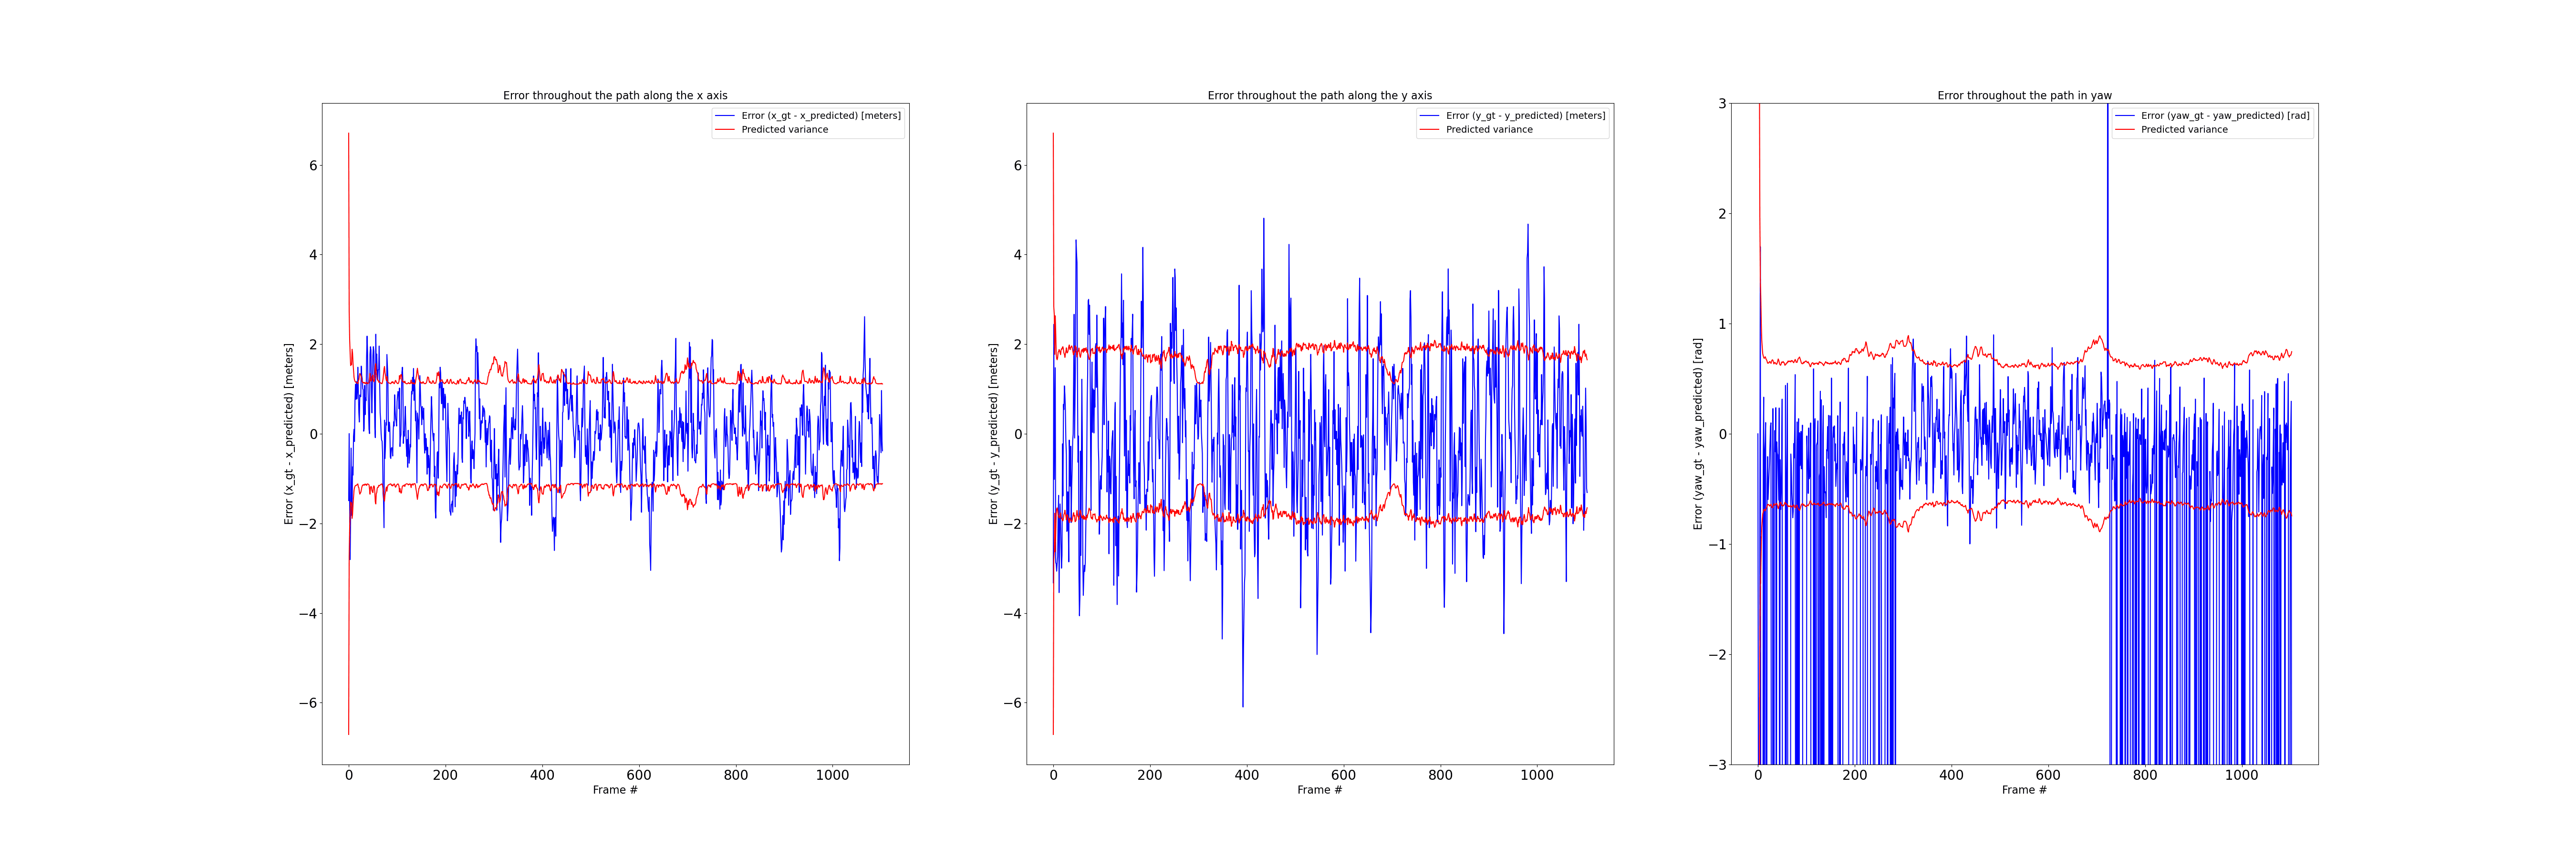 Error throughout the path along the x axis
Error (x_gt - x_predicted) [meters]
Predicted variance
Error (x_gt - x_predicted) [meters]
6
4
2
0
−2
−4
−6
0 200 400 600 800 1000
Frame #
Error throughout the path along the y axis
Error (y_gt - y_predicted) [meters]
Predicted variance
Error (y_gt - y_predicted) [meters]
6
4
2
0
−2
−4
−6
0 200 400 600 800 1000
Frame #
Error throughout the path in yaw
Error (yaw_gt - yaw_predicted) [rad]
Predicted variance
Error (yaw_gt - yaw_predicted) [rad]
3
2
1
0
−1
−2
−3
0 200 400 600 800 1000
Frame #